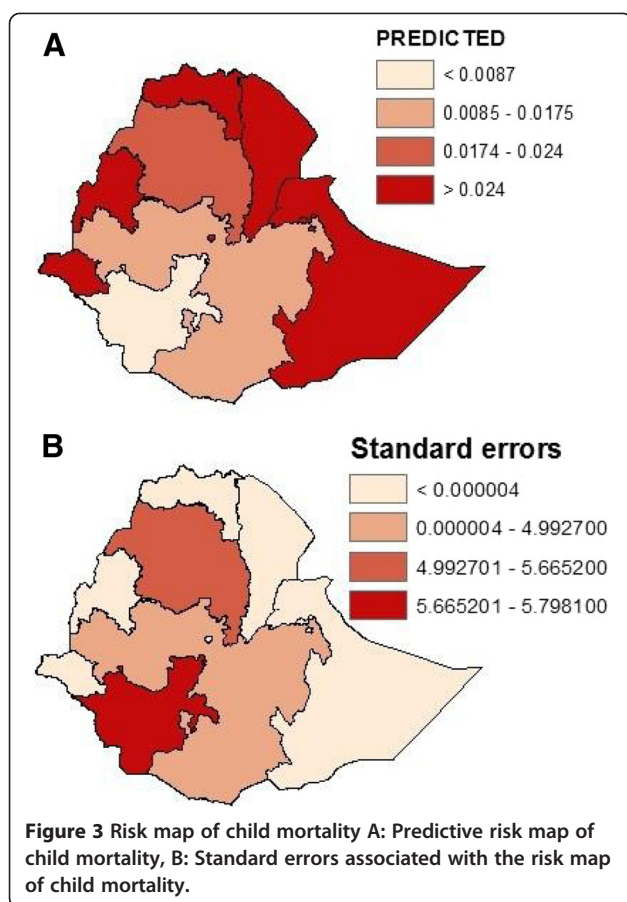 A
PREDICTED
< 0.0087
0.0085 - 0.0175
0.0174 - 0.024
> 0.024
B
Standard errors
< 0.000004
0.000004 - 4.992700
4.992701 - 5.665200
5.665201 - 5.798100
Figure 3 Risk map of child mortality A: Predictive risk map of
child mortality, B: Standard errors associated with the risk map
of child mortality.